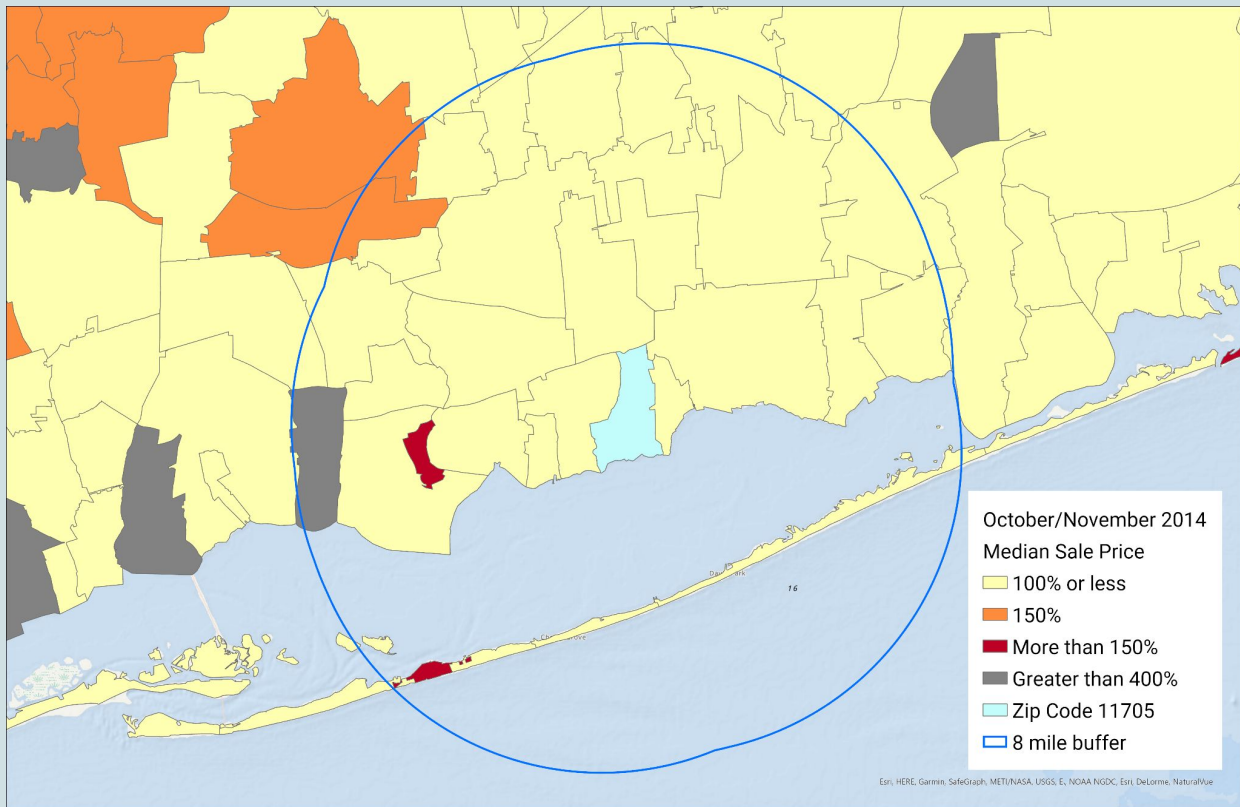 16
October/November 2014
Median Sale Price
100% or less
150%
More than 150%
Greater than 400%
Zip Code 11705
8 mile buffer
Esri, HERE, Garmin, SafeGraph, METI/NASA, USGS, E, NOAA NGDC, Esri, DeLorme, NaturalVue